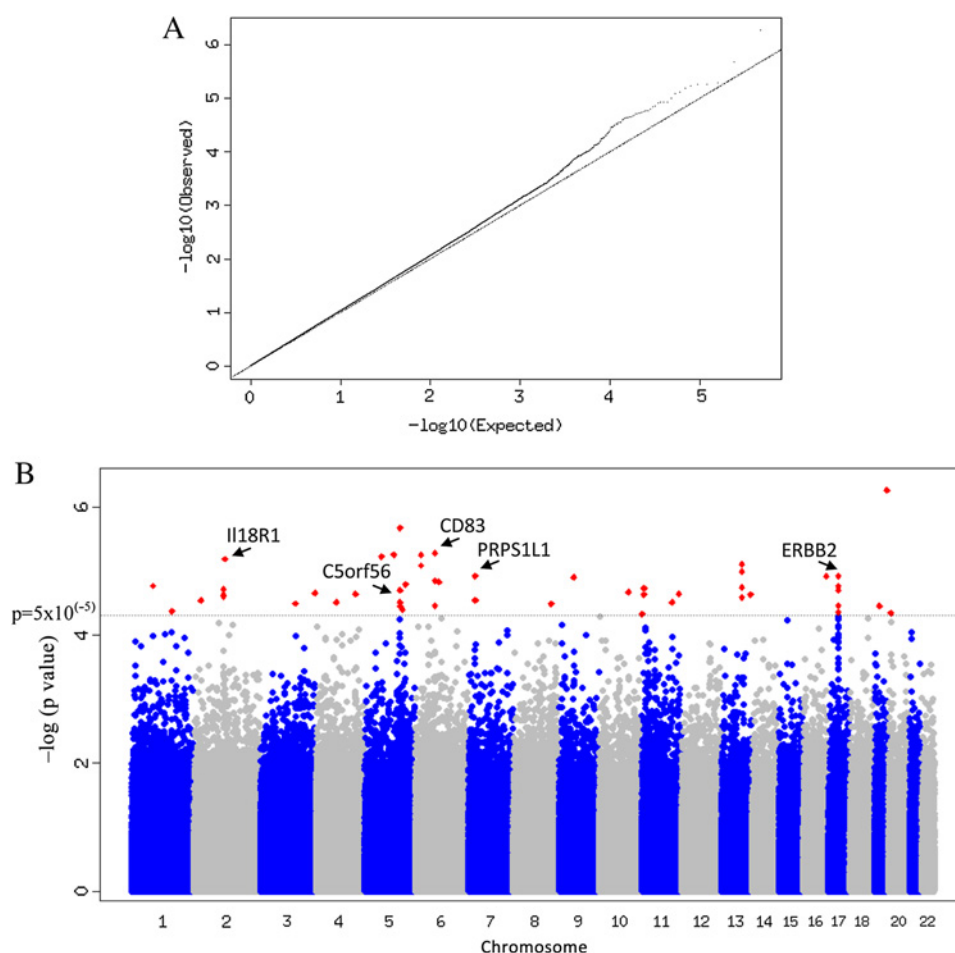 A
6
5
4
3
2
1
0
-log10(Observed)
0 1 2 3 4 5
-log10(Expected)
B
6
CD83
Il18R1
PRPS1L1
ERBB2
C5orf56
p=5x10^(-5)
4
2
0
-log (p value)
1 2 3 4 5 6 7 8 9 10 11 12 13 14 15 16 17 18 20 22
Chromosome